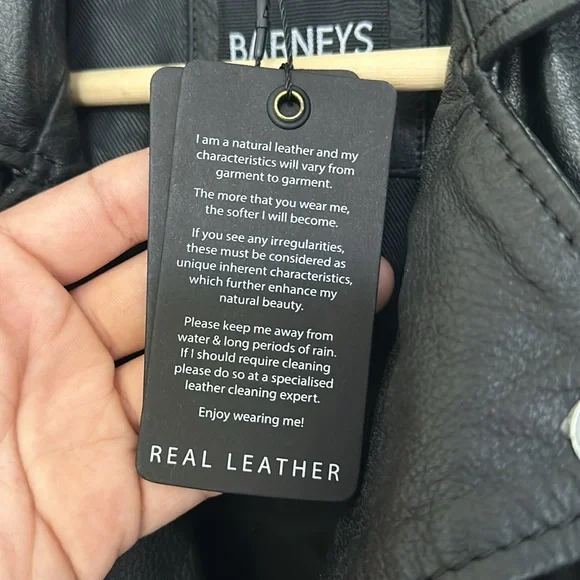 BARNEYS
I am a natural leather and my
characteristics will vary from
garment to garment.
The more that you wear me,
the softer I will become.
If you see any irregularities,
these must be considered as
unique inherent characteristics,
which further enhance my
natural beauty.
Please keep me away from
water & long periods of rain.
If I should require cleaning
please do so at a specialised
leather cleaning expert.
Enjoy wearing me!
REAL LEATHER